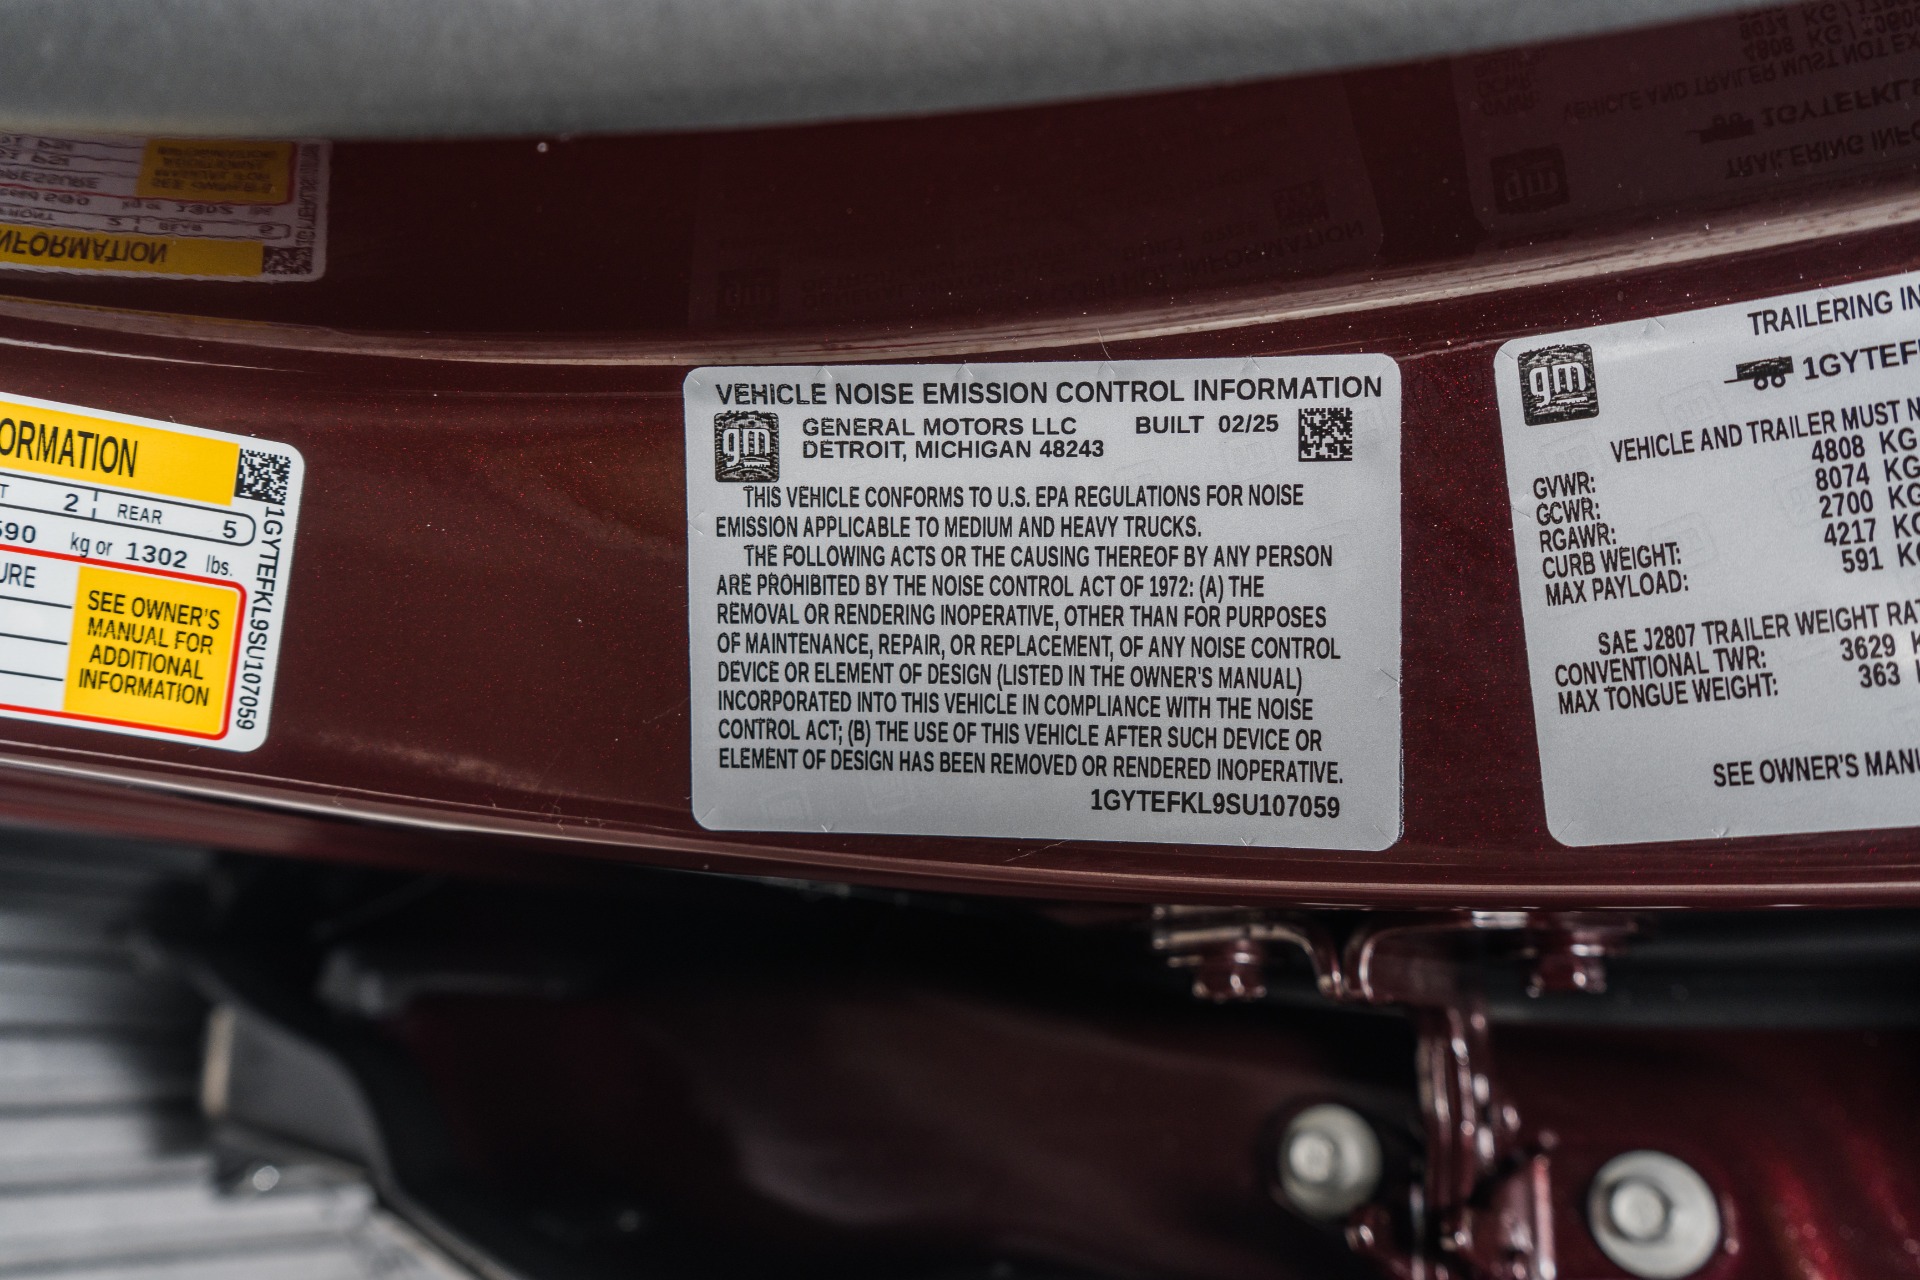 ORMATION
T 2 REAR 5
590 kg or 1302 lbs.
URE
SEE OWNER'S
MANUAL FOR
ADDITIONAL
INFORMATION
1GYTEFKL9SU107059
VEHICLE NOISE EMISSION CONTROL INFORMATION
gm
GENERAL MOTORS LLC BUILT 02/25
DETROIT, MICHIGAN 48243
THIS VEHICLE CONFORMS TO U.S. EPA REGULATIONS FOR NOISE
EMISSION APPLICABLE TO MEDIUM AND HEAVY TRUCKS.
THE FOLLOWING ACTS OR THE CAUSING THEREOF BY ANY PERSON
ARE PROHIBITED BY THE NOISE CONTROL ACT OF 1972: (A) THE
REMOVAL OR RENDERING INOPERATIVE, OTHER THAN FOR PURPOSES
OF MAINTENANCE, REPAIR, OR REPLACEMENT, OF ANY NOISE CONTROL
DEVICE OR ELEMENT OF DESIGN (LISTED IN THE OWNER'S MANUAL)
INCORPORATED INTO THIS VEHICLE IN COMPLIANCE WITH THE NOISE
CONTROL ACT; (B) THE USE OF THIS VEHICLE AFTER SUCH DEVICE OR
ELEMENT OF DESIGN HAS BEEN REMOVED OR RENDERED INOPERATIVE.
1GYTEFKL9SU107059
gm
TRAILERING IN
1GYTEF
VEHICLE AND TRAILER MUST N
GVWR: 4808 KG
GCWR: 8074 KG
RGAWR: 2700 KG
CURB WEIGHT: 4217 KG
MAX PAYLOAD: 591 KG
SAE J2807 TRAILER WEIGHT RAT
CONVENTIONAL TWR: 3629 K
MAX TONGUE WEIGHT: 363
SEE OWNER'S MANU